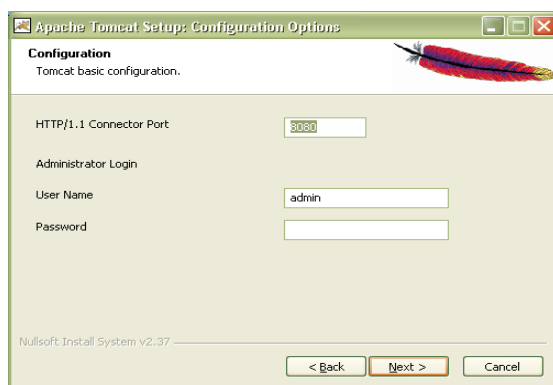 Apache Tomcat Setup: Configuration Options
Configuration
Tomcat basic configuration.
HTTP/1.1 Connector Port
8080
Administrator Login
User Name
admin
Password
Nullsoft Install System v2.37
< Back
Next >
Cancel